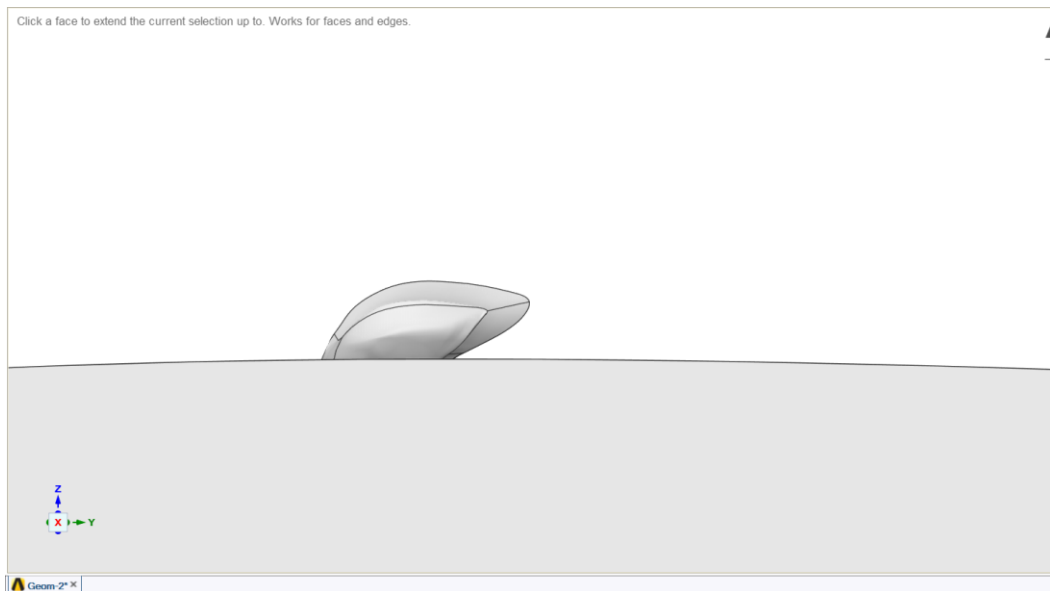 Click a face to extend the current selection up to. Works for faces and edges.
Z
X
Y
Geom-2*